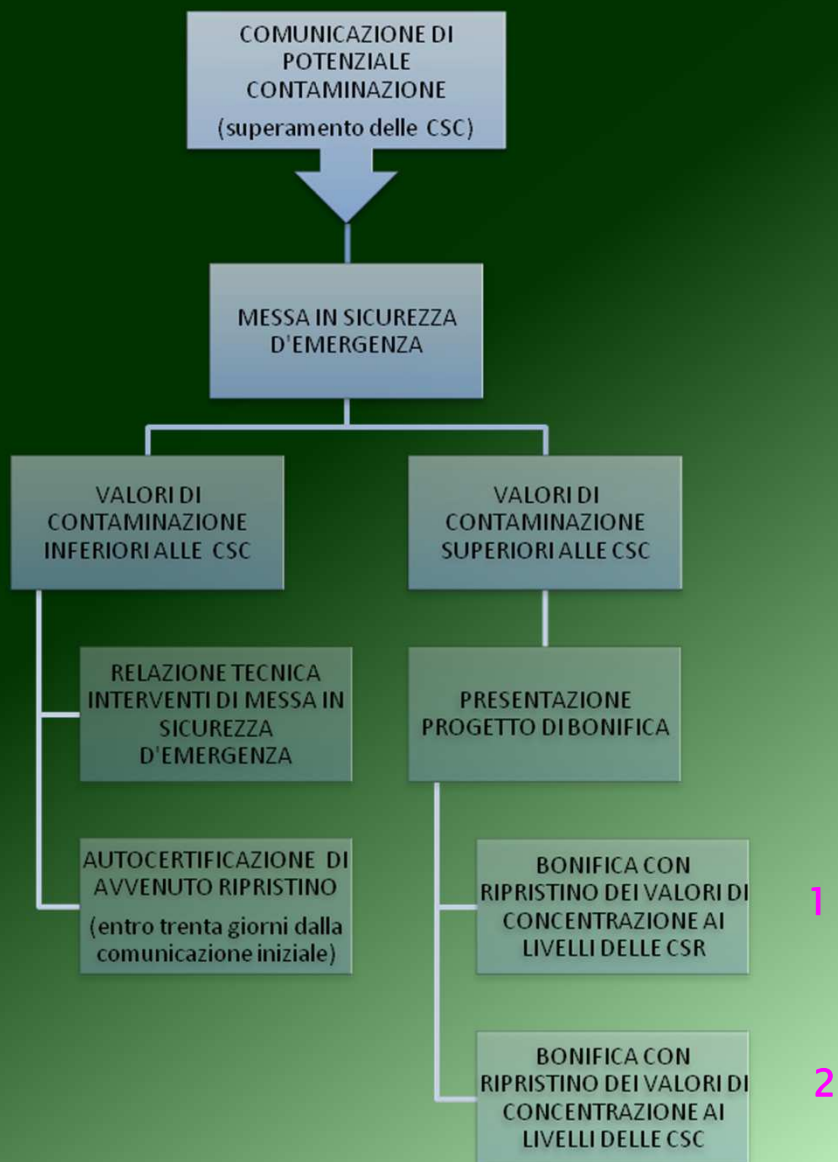 COMUNICAZIONE DI
POTENZIALE
CONTAMINAZIONE
(superamento delle CSC)
MESSA IN SICUREZZA
D'EMERGENZA
VALORI DI
CONTAMINAZIONE
INFERIORI ALLE CSC
RELAZIONE TECNICA
INTERVENTI DI MESSA IN
SICUREZZA
D'EMERGENZA
AUTOCERTIFICAZIONE DI
AVVENUTO RIPRISTINO
(entro trenta giorni dalla
comunicazione iniziale)
VALORI DI
CONTAMINAZIONE
SUPERIORI ALLE CSC
PRESENTAZIONE
PROGETTO DI BONIFICA
BONIFICA CON
RIPRISTINO DEI VALORI DI
CONCENTRAZIONE AI
LIVELLI DELLE CSR
1
BONIFICA CON
RIPRISTINO DEI VALORI DI
CONCENTRAZIONE AI
LIVELLI DELLE CSC
2